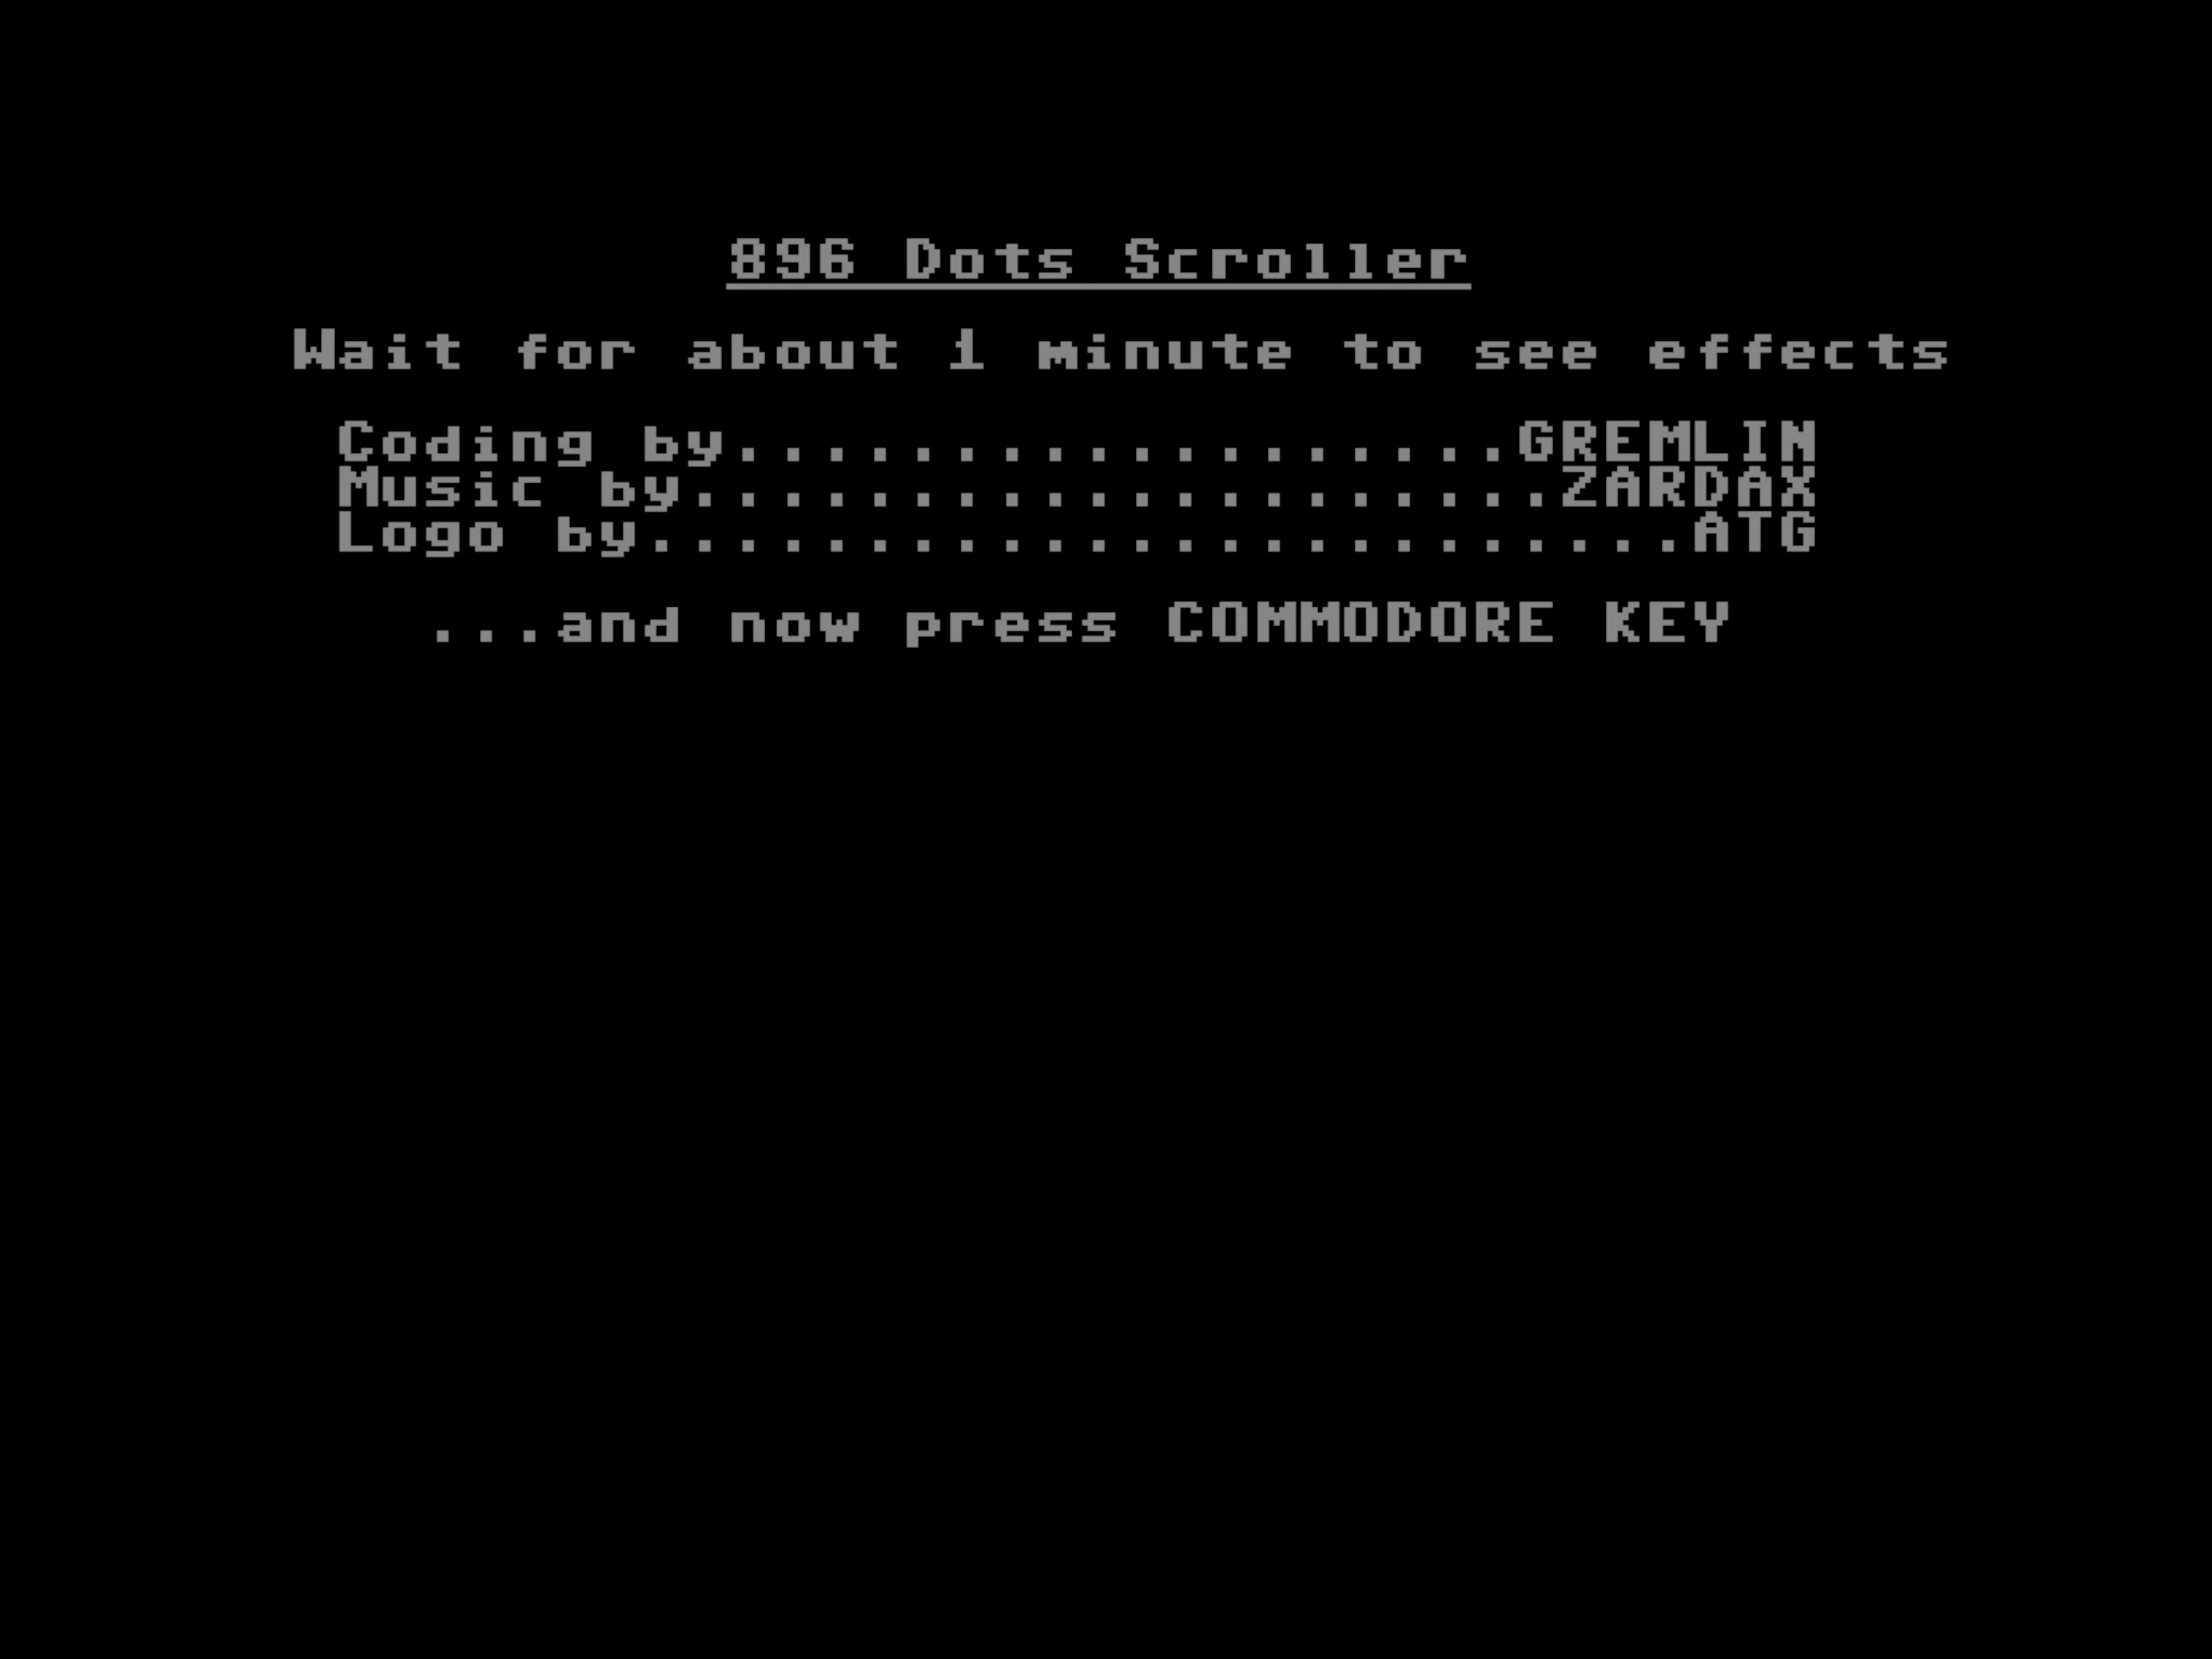 896 Dots Scroller
Wait for about 1 minute to see effects
Coding by..................GREMLIN
Music by....................ZARDAX
Logo by........................ATG
...and now press COMMODORE KEY